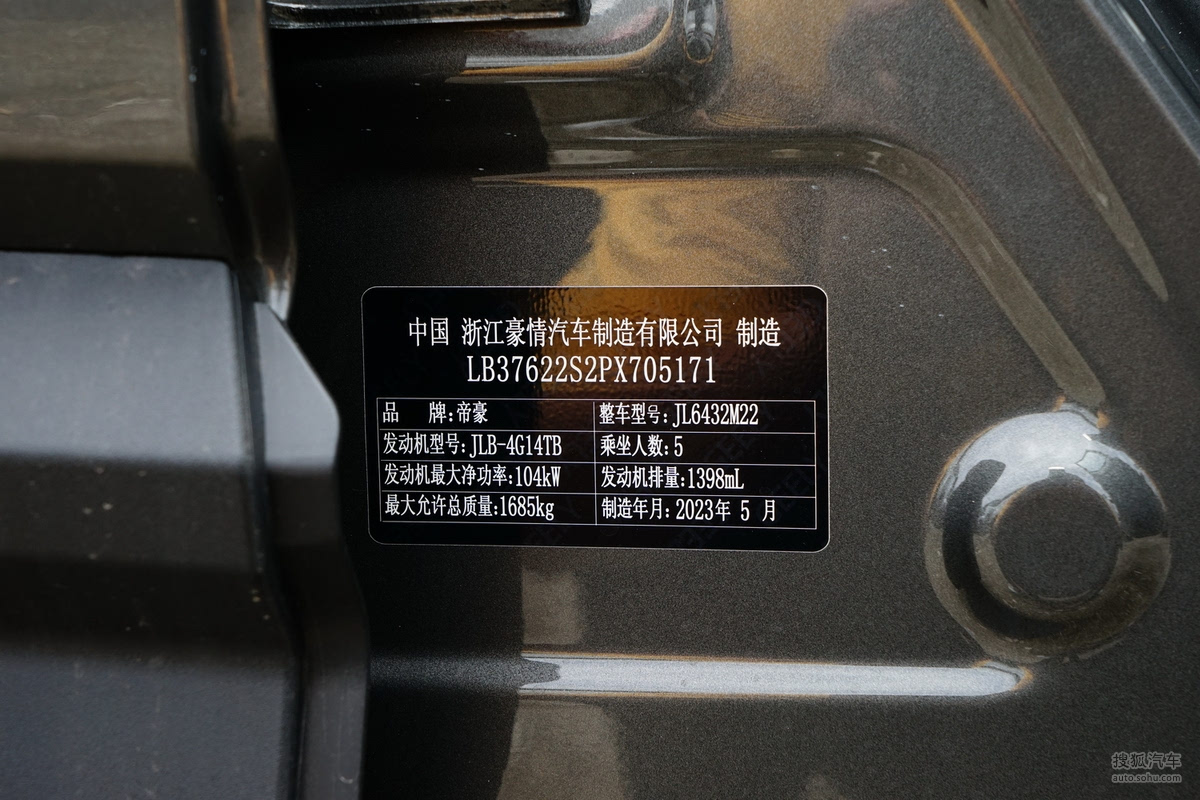 中国 浙江豪情汽车制造有限公司 制造
LB37622S2PX705171
品 牌:帝豪 整车型号:JL6432M22
发动机型号:JLB-4G14TB 乘坐人数:5
发动机最大净功率:104kW 发动机排量:1398mL
最大允许总质量:1685kg 制造年月:2023年 5 月
搜狐汽车
auto.sohu.com